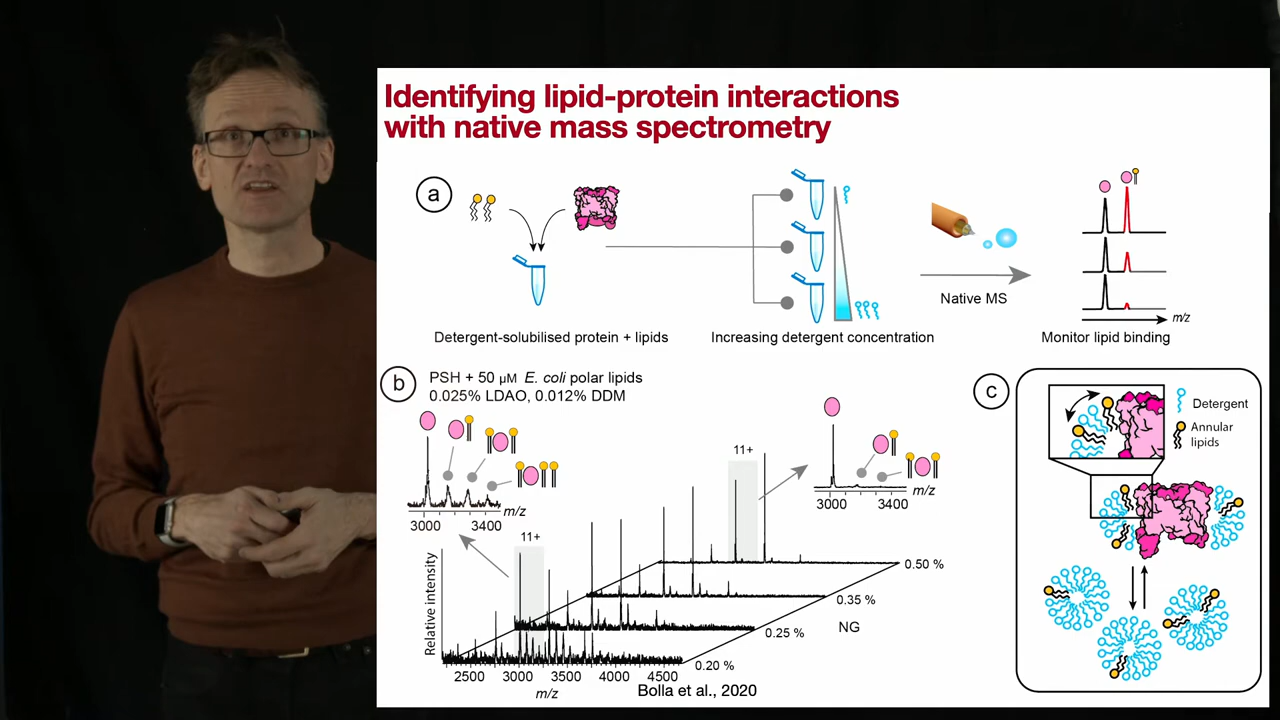 Identifying lipid-protein interactions
with native mass spectrometry
a
Detergent-solubilised protein + lipids
Increasing detergent concentration
Native MS
m/z
Monitor lipid binding
b
PSH + 50 µM E. coli polar lipids
0.025% LDAO, 0.012% DDM
3000 3400
m/z
11+
11+
3000 3400
m/z
Relative intensity
0.50 %
0.35 %
0.25 %
0.20 %
NG
2500 3000 3500 4000 4500
m/z
Bolla et al., 2020
c
Detergent
Annular
lipids